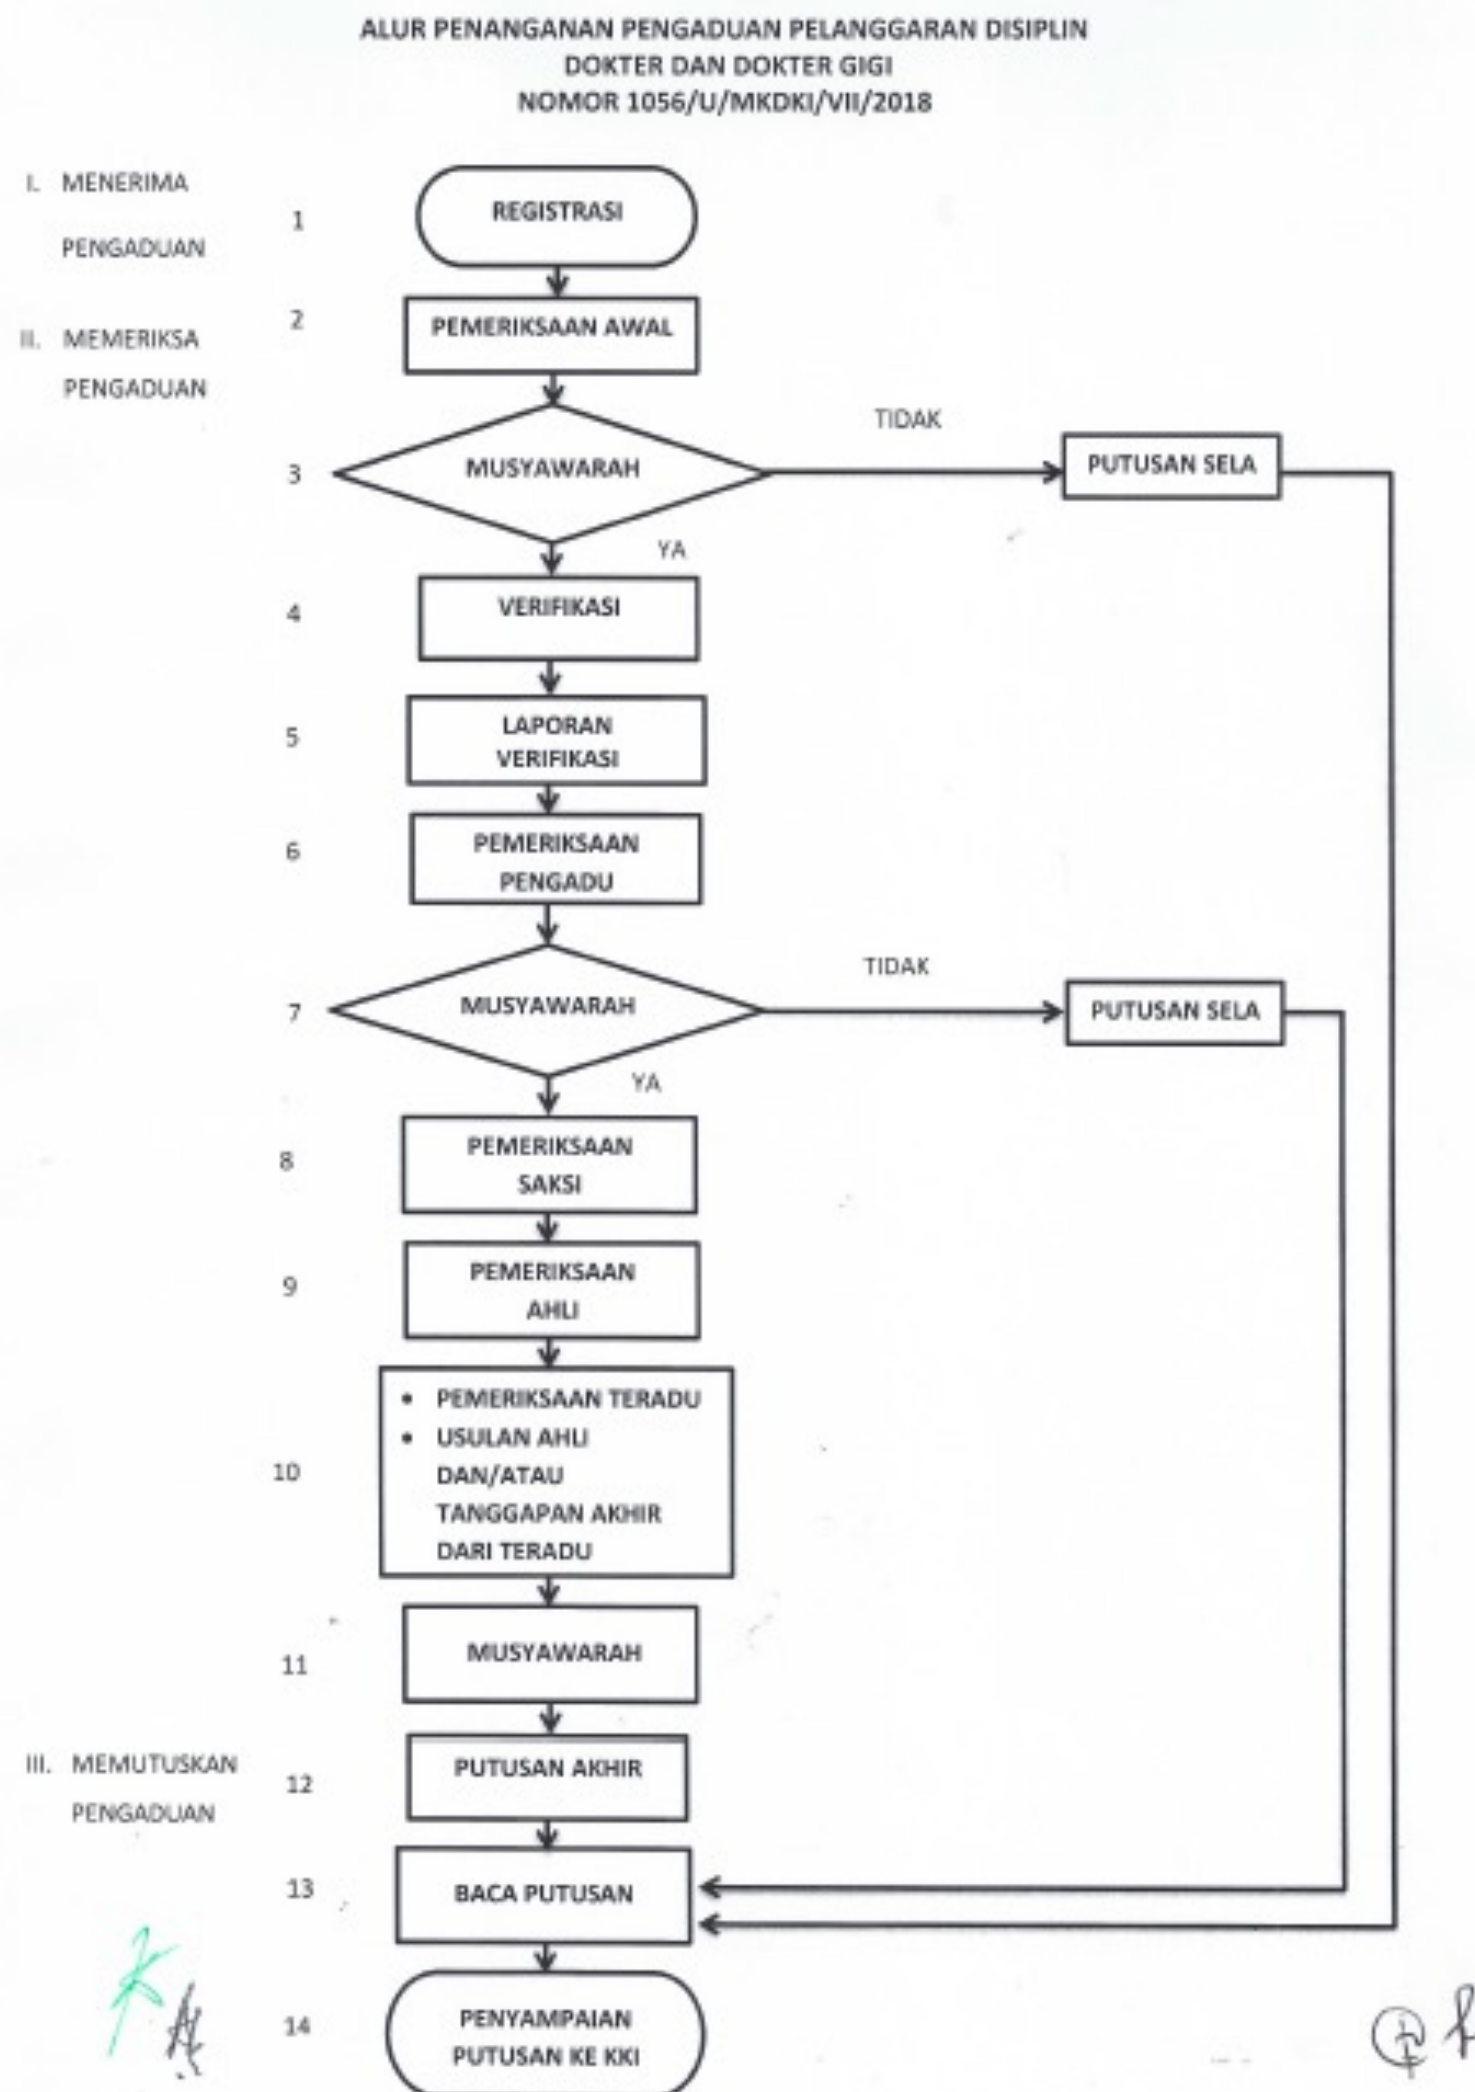 ALUR PENANGANAN PENGADUAN PELANGGARAN DISIPLIN
DOKTER DAN DOKTER GIGI
NOMOR 1056/U/MKDKI/VII/2018
I. MENERIMA
PENGADUAN
1
REGISTRASI
II. MEMERIKSA
PENGADUAN
2
PEMERIKSAAN AWAL
3
MUSYAWARAH
TIDAK
PUTUSAN SELA
YA
4
VERIFIKASI
5
LAPORAN
VERIFIKASI
6
PEMERIKSAAN
PENGADU
7
MUSYAWARAH
TIDAK
PUTUSAN SELA
YA
8
PEMERIKSAAN
SAKSI
9
PEMERIKSAAN
AHLI
10
• PEMERIKSAAN TERADU
• USULAN AHLI
DAN/ATAU
TANGGAPAN AKHIR
DARI TERADU
11
MUSYAWARAH
III. MEMUTUSKAN
PENGADUAN
12
PUTUSAN AKHIR
13
BACA PUTUSAN
14
PENYAMPAIAN
PUTUSAN KE KKI